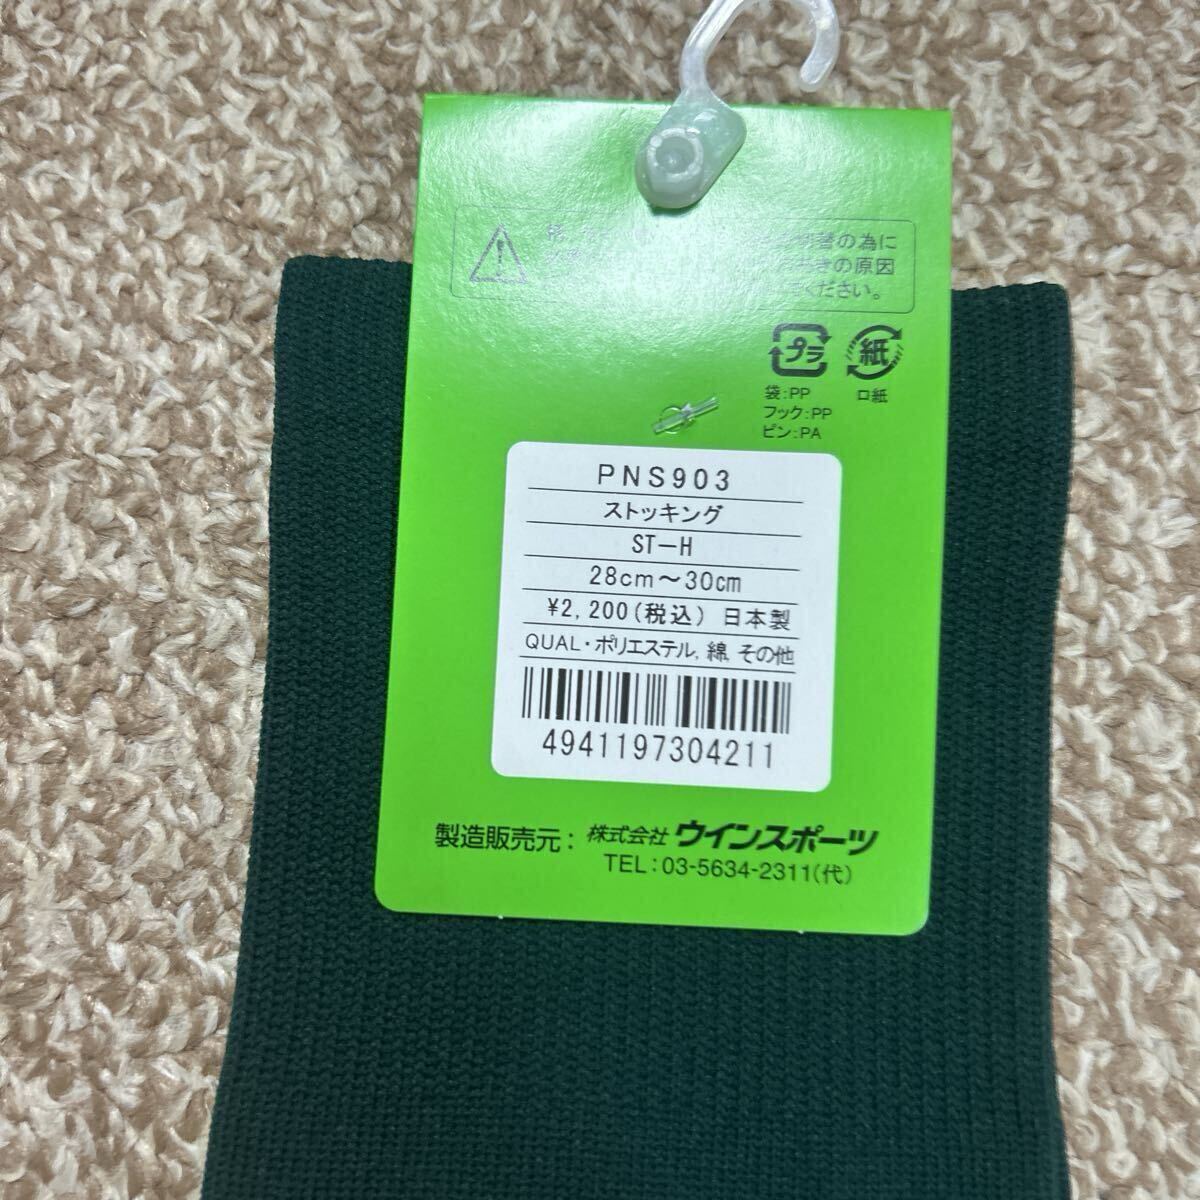 の為に
の原因
ください。
プラ
紙
袋:PP
フック:PP
ピン:PA
口紙
PNS903
ストッキング
ST-H
28cm～30cm
¥2,200(税込) 日本製
QUAL・ポリエステル, 綿, その他
4941197304211
製造販売元: 株式会社 ウインスポーツ
TEL:03-5634-2311(代)